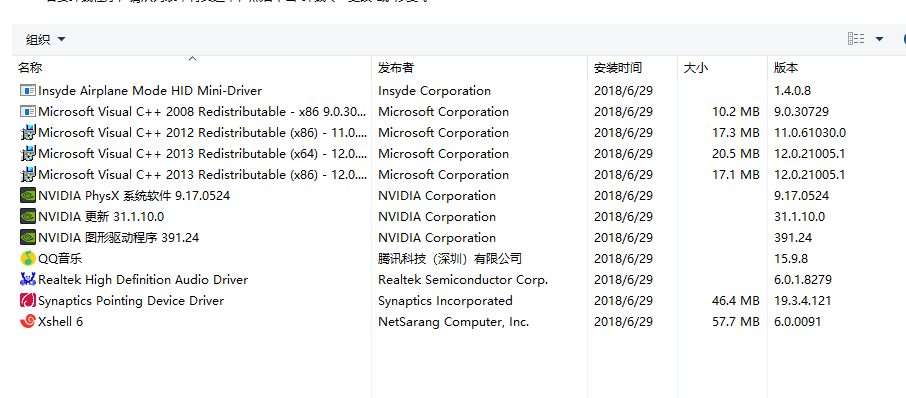 组织
名称 发布者 安装时间 大小 版本
Insyde Airplane Mode HID Mini-Driver Insyde Corporation 2018/6/29 1.4.0.8
Microsoft Visual C++ 2008 Redistributable - x86 9.0.30... Microsoft Corporation 2018/6/29 10.2 MB 9.0.30729
Microsoft Visual C++ 2012 Redistributable (x86) - 11.0.... Microsoft Corporation 2018/6/29 17.3 MB 11.0.61030.0
Microsoft Visual C++ 2013 Redistributable (x64) - 12.0.... Microsoft Corporation 2018/6/29 20.5 MB 12.0.21005.1
Microsoft Visual C++ 2013 Redistributable (x86) - 12.0.... Microsoft Corporation 2018/6/29 17.1 MB 12.0.21005.1
NVIDIA PhysX 系统软件 9.17.0524 NVIDIA Corporation 2018/6/29 9.17.0524
NVIDIA 更新 31.1.10.0 NVIDIA Corporation 2018/6/29 31.1.10.0
NVIDIA 图形驱动程序 391.24 NVIDIA Corporation 2018/6/29 391.24
QQ音乐 腾讯科技（深圳）有限公司 2018/6/29 15.9.8
Realtek High Definition Audio Driver Realtek Semiconductor Corp. 2018/6/29 6.0.1.8279
Synaptics Pointing Device Driver Synaptics Incorporated 2018/6/29 46.4 MB 19.3.4.121
Xshell 6 NetSarang Computer, Inc. 2018/6/29 57.7 MB 6.0.0091